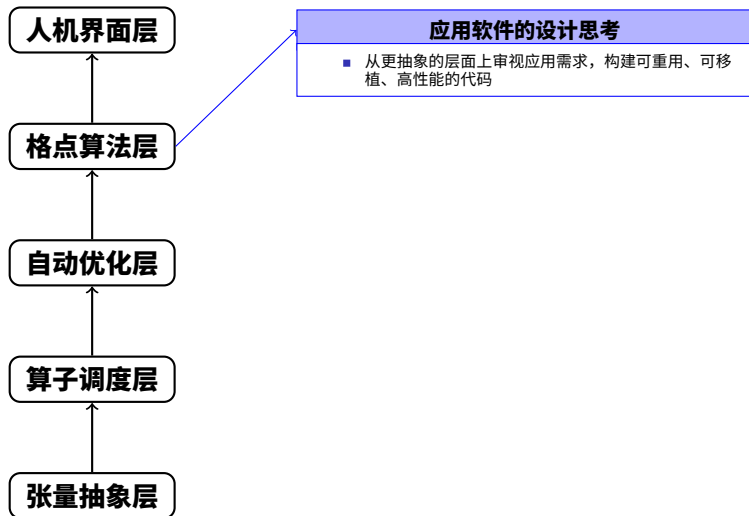 人机界面层
应用软件的设计思考
从更抽象的层面上审视应用需求，构建可重用、可移
植、高性能的代码
格点算法层
自动优化层
算子调度层
张量抽象层